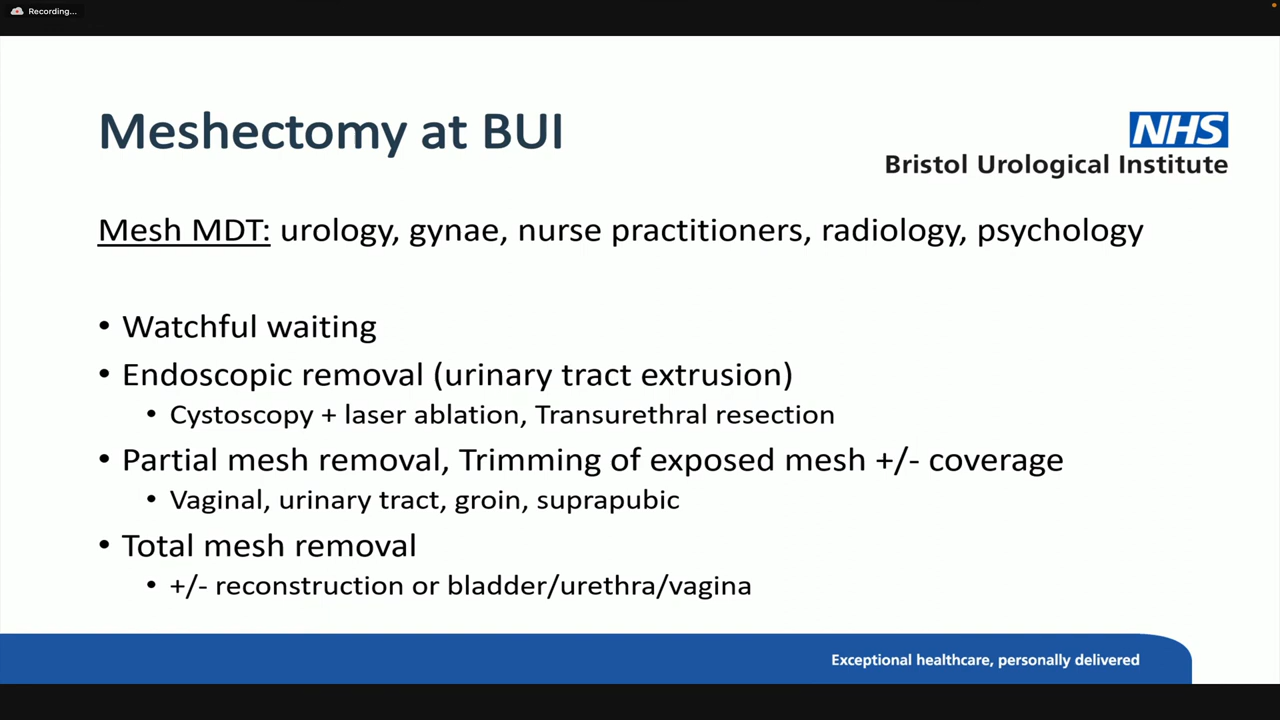 Recording...
Meshectomy at BUI
NHS
Bristol Urological Institute
Mesh MDT: urology, gynae, nurse practitioners, radiology, psychology
• Watchful waiting
• Endoscopic removal (urinary tract extrusion)
• Cystoscopy + laser ablation, Transurethral resection
• Partial mesh removal, Trimming of exposed mesh +/- coverage
• Vaginal, urinary tract, groin, suprapubic
• Total mesh removal
• +/- reconstruction or bladder/urethra/vagina
Exceptional healthcare, personally delivered